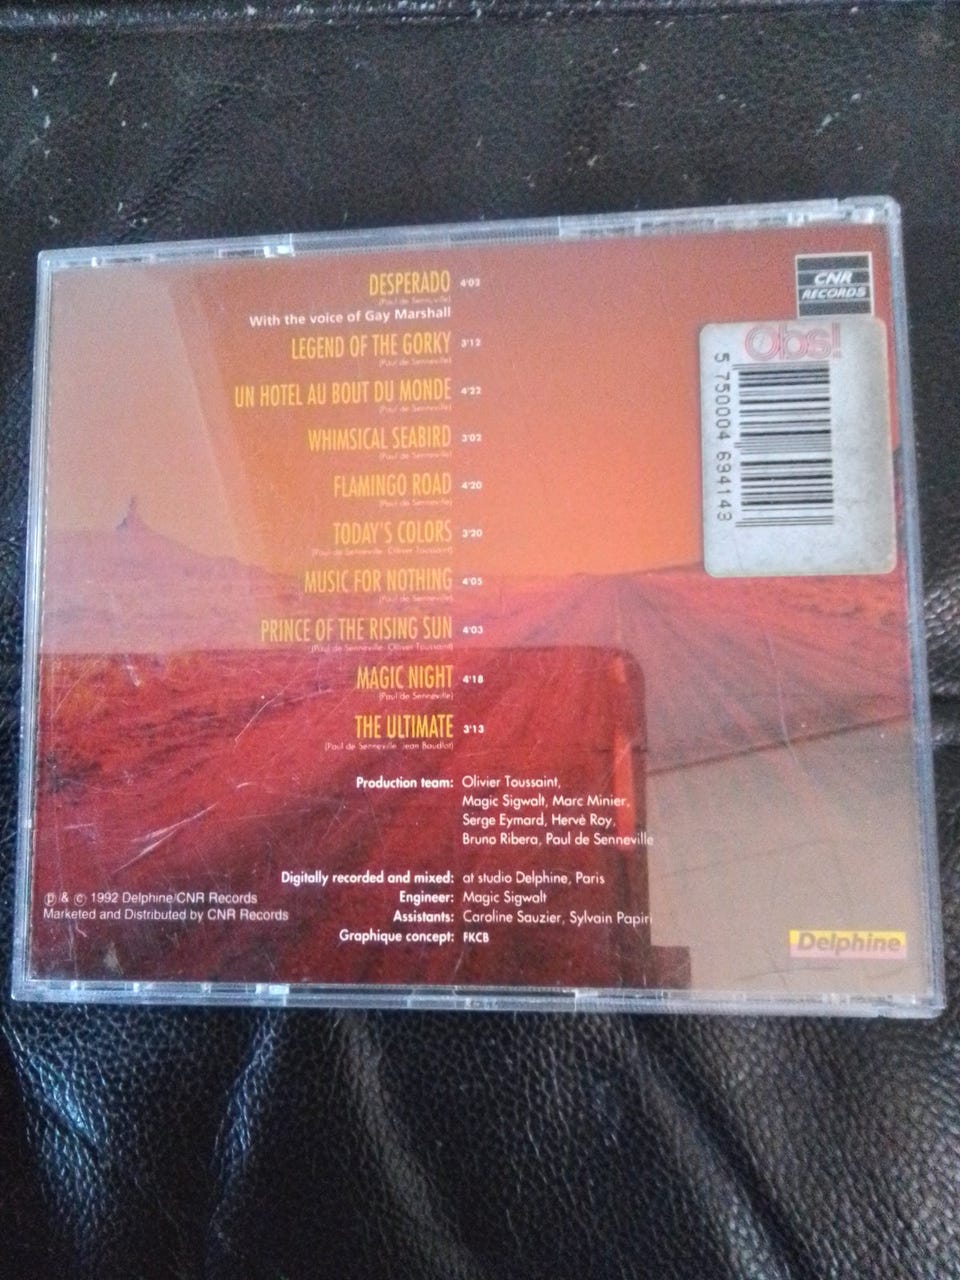 DESPERADO 4'02
(Paul de Senneville)
With the voice of Gay Marshall
LEGEND OF THE GORKY 3'12
(Paul de Senneville)
UN HOTEL AU BOUT DU MONDE 4'22
(Paul de Senneville)
WHIMSICAL SEABIRD 3'02
(Paul de Senneville)
FLAMINGO ROAD 4'20
(Paul de Senneville)
TODAY'S COLORS 3'20
(Paul de Senneville Olivier Toussaint)
MUSIC FOR NOTHING 4'05
(Paul de Senneville)
PRINCE OF THE RISING SUN 4'03
(Paul de Senneville Olivier Toussaint)
MAGIC NIGHT 4'18
(Paul de Senneville)
THE ULTIMATE 3'13
(Paul de Senneville Jean Baudlot)
Production team: Olivier Toussaint,
Magic Sigwalt, Marc Minier,
Serge Eymard, Hervé Roy,
Bruno Ribera, Paul de Senneville
Digitally recorded and mixed: at studio Delphine, Paris
Engineer: Magic Sigwalt
Assistants: Caroline Sauzier, Sylvain Papiri
Graphique concept: FKCB
℗ & © 1992 Delphine/CNR Records
Marketed and Distributed by CNR Records
CNR
RECORDS
Obs!
5 750004 694149
Delphine